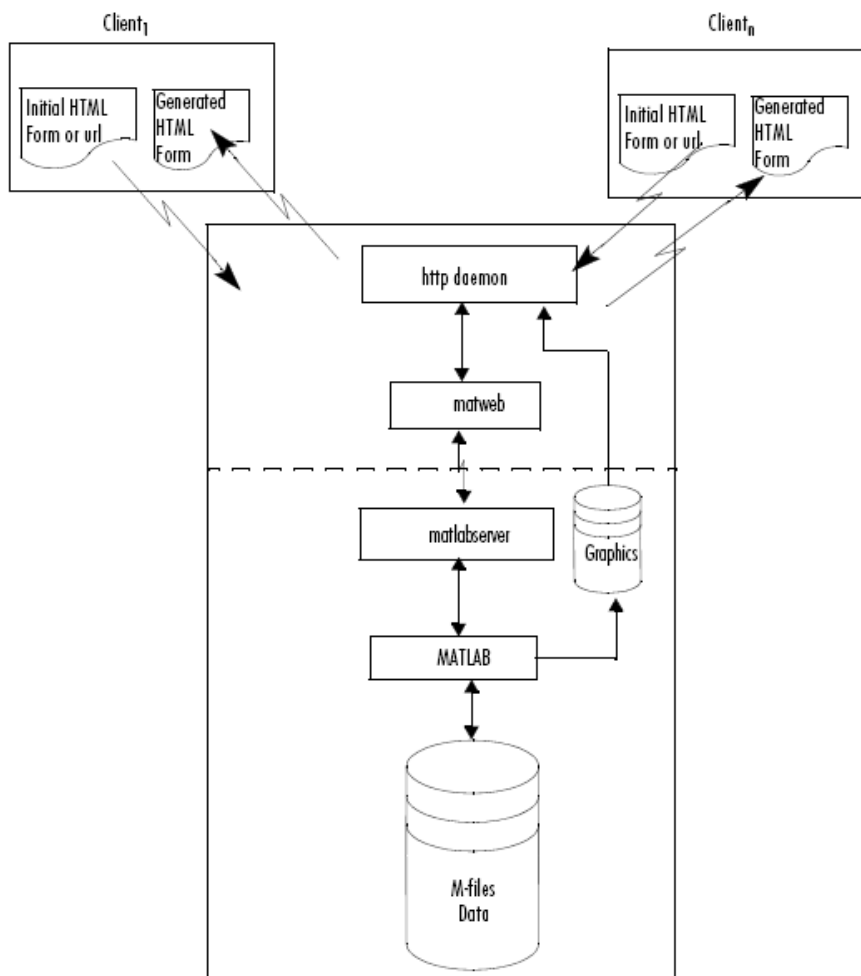 Client1
Clientn
Initial HTML
Form or url
Generated
HTML
Form
Initial HTML
Form or url
Generated
HTML
Form
http daemon
matweb
matlabserver
Graphics
MATLAB
M-files
Data